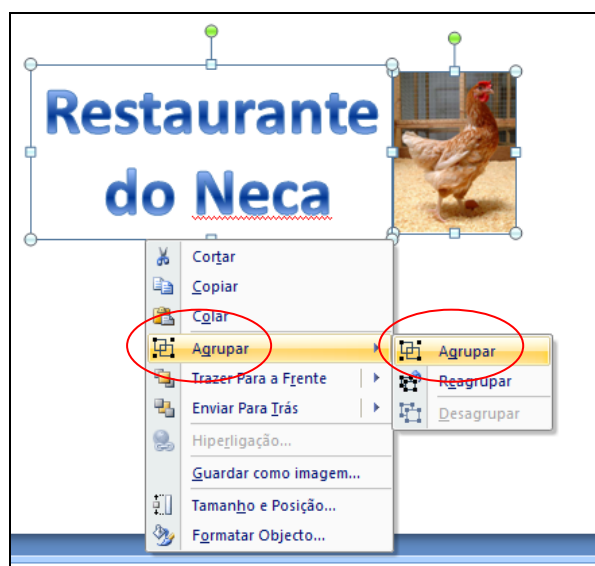 Restaurante
do Neca
Cortar
Copiar
Colar
Agrupar
Trazer Para a Frente
Enviar Para Trás
Hiperligação...
Guardar como imagem...
Tamanho e Posição...
Formatar Objecto...
Agrupar
Reagrupar
Desagrupar